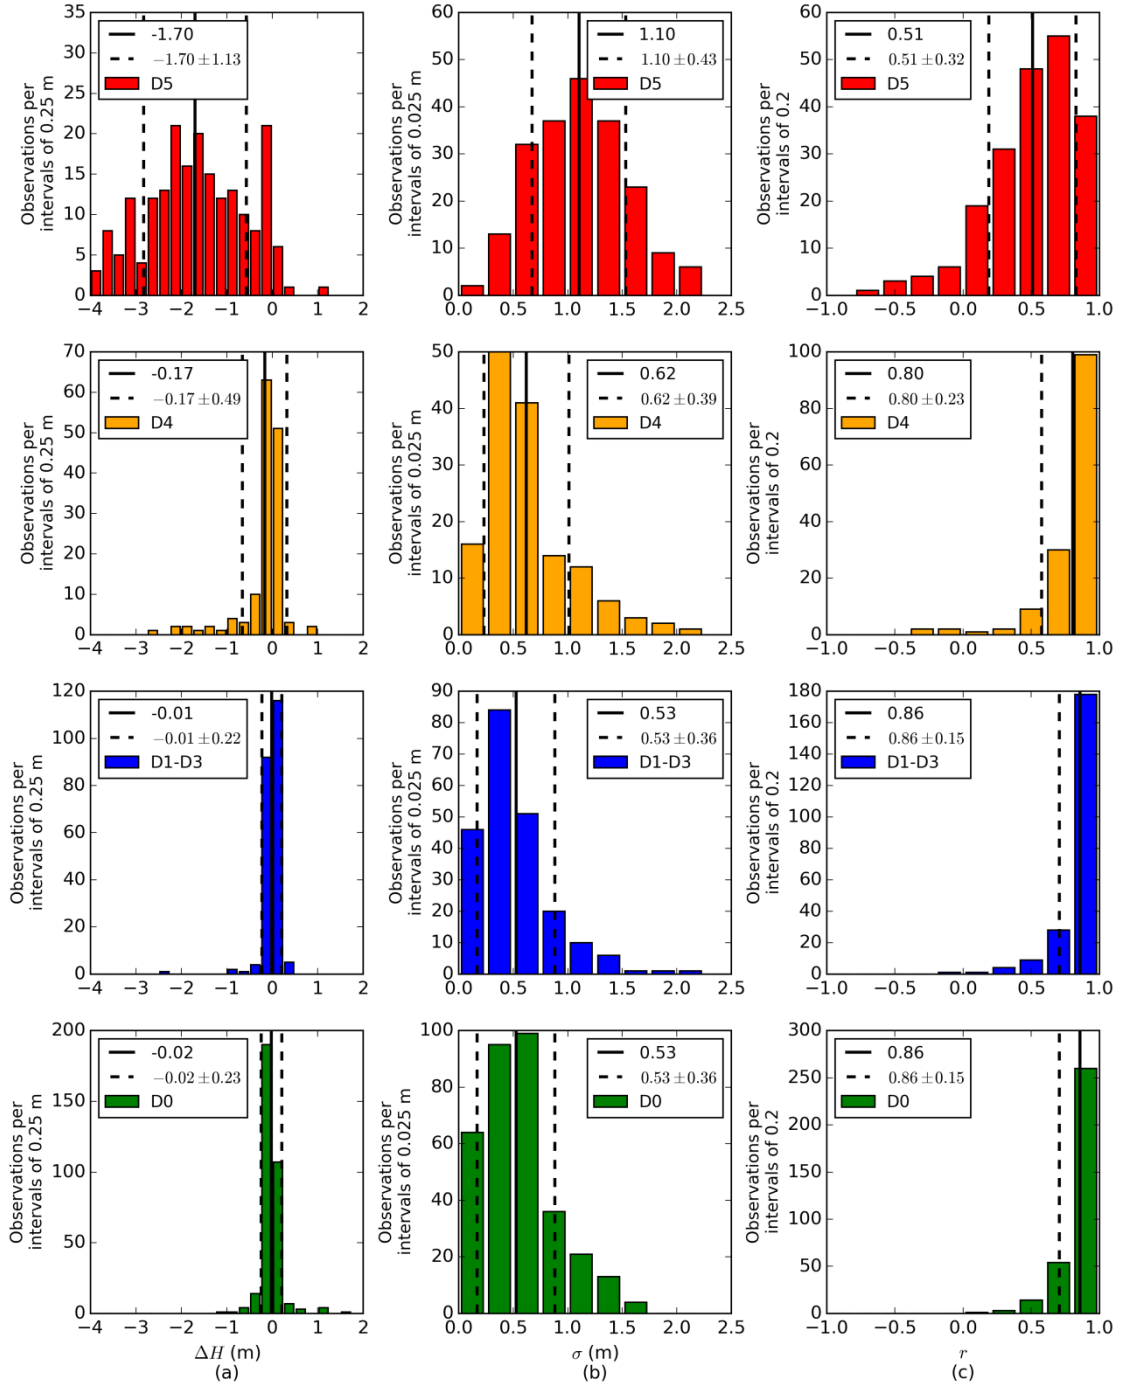 Observations per
intervals of 0.25 m
35
30
25
20
15
10
5
0
−4 −3 −2 −1 0 1 2
-1.70
−1.70±1.13
D5
Observations per
intervals of 0.025 m
60
50
40
30
20
10
0
0.0 0.5 1.0 1.5 2.0 2.5
1.10
1.10±0.43
D5
Observations per
intervals of 0.2
60
50
40
30
20
10
0
−1.0 −0.5 0.0 0.5 1.0
0.51
0.51±0.32
D5
Observations per
intervals of 0.25 m
70
60
50
40
30
20
10
0
−4 −3 −2 −1 0 1 2
-0.17
−0.17±0.49
D4
Observations per
intervals of 0.025 m
50
40
30
20
10
0
0.0 0.5 1.0 1.5 2.0 2.5
0.62
0.62±0.39
D4
Observations per
intervals of 0.2
100
80
60
40
20
0
−1.0 −0.5 0.0 0.5 1.0
0.80
0.80±0.23
D4
Observations per
intervals of 0.25 m
120
100
80
60
40
20
0
−4 −3 −2 −1 0 1 2
-0.01
−0.01±0.22
D1-D3
Observations per
intervals of 0.025 m
90
80
70
60
50
40
30
20
10
0
0.0 0.5 1.0 1.5 2.0 2.5
0.53
0.53±0.36
D1-D3
Observations per
intervals of 0.2
180
160
140
120
100
80
60
40
20
0
−1.0 −0.5 0.0 0.5 1.0
0.86
0.86±0.15
D1-D3
Observations per
intervals of 0.25 m
200
150
100
50
0
−4 −3 −2 −1 0 1 2
-0.02
−0.02±0.23
D0
ΔH (m)
(a)
Observations per
intervals of 0.025 m
100
80
60
40
20
0
0.0 0.5 1.0 1.5 2.0 2.5
0.53
0.53±0.36
D0
σ (m)
(b)
Observations per
intervals of 0.2
300
250
200
150
100
50
0
−1.0 −0.5 0.0 0.5 1.0
0.86
0.86±0.15
D0
r
(c)